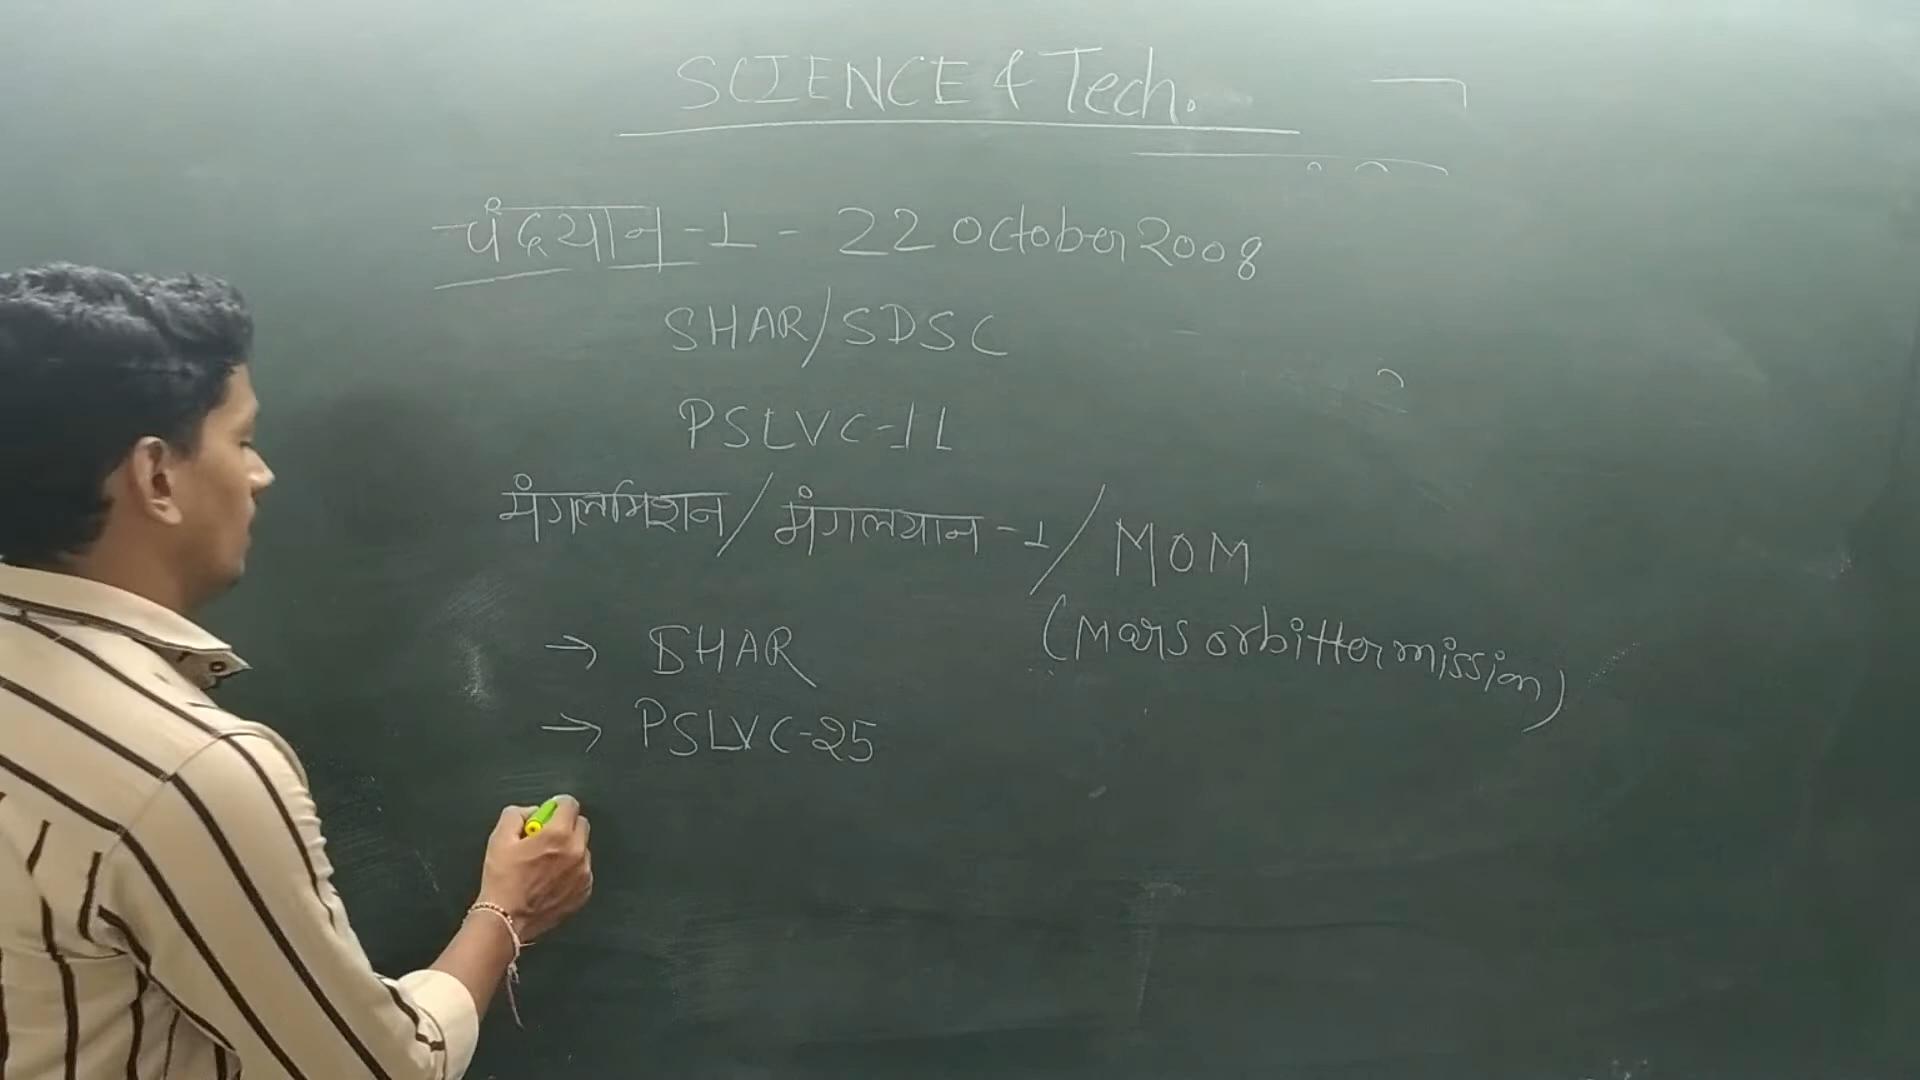 SCIENCE & Tech.
चंदयान-1 - 22 October 2008
SHAR/SDSC
PSLVC-11
मंगलमिशन/मंगलयान-1/MOM
(Mars orbitter mission)
→ SHAR
→ PSLVC-25